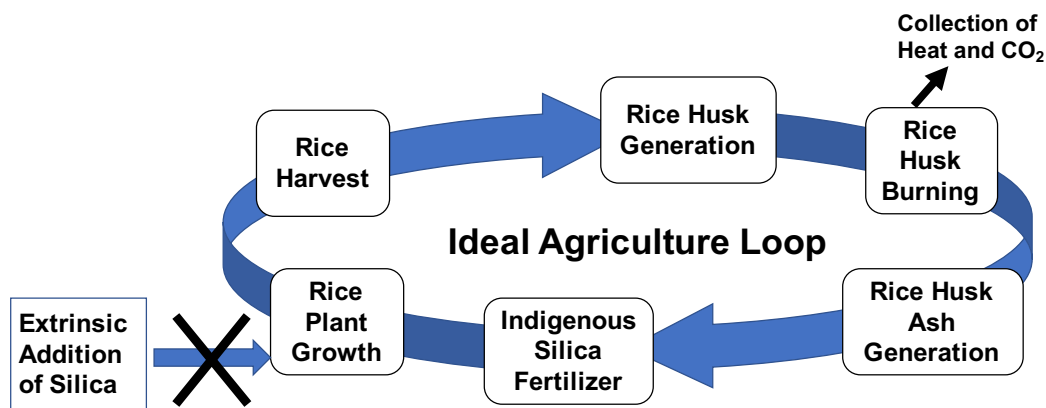 Collection of
Heat and CO₂
Rice Husk
Generation
Rice
Husk
Burning
Rice
Harvest
Ideal Agriculture Loop
Rice
Plant
Growth
Indigenous
Silica
Fertilizer
Rice Husk
Ash
Generation
Extrinsic
Addition
of Silica